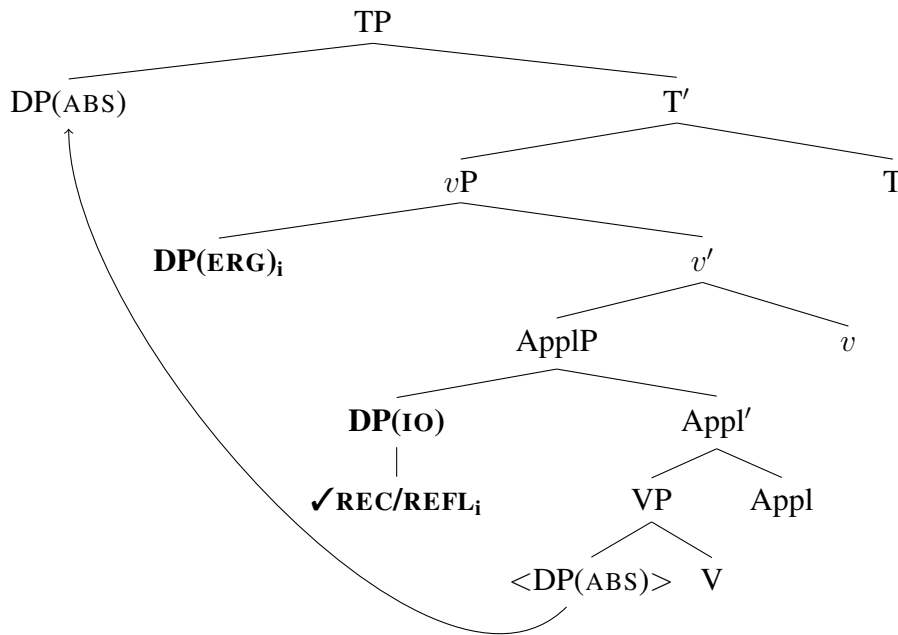 TP
DP(ABS) T′
vP T
DP(ERG)i v′
ApplP v
DP(IO) Appl′
✓REC/REFLi VP Appl
<DP(ABS)> V